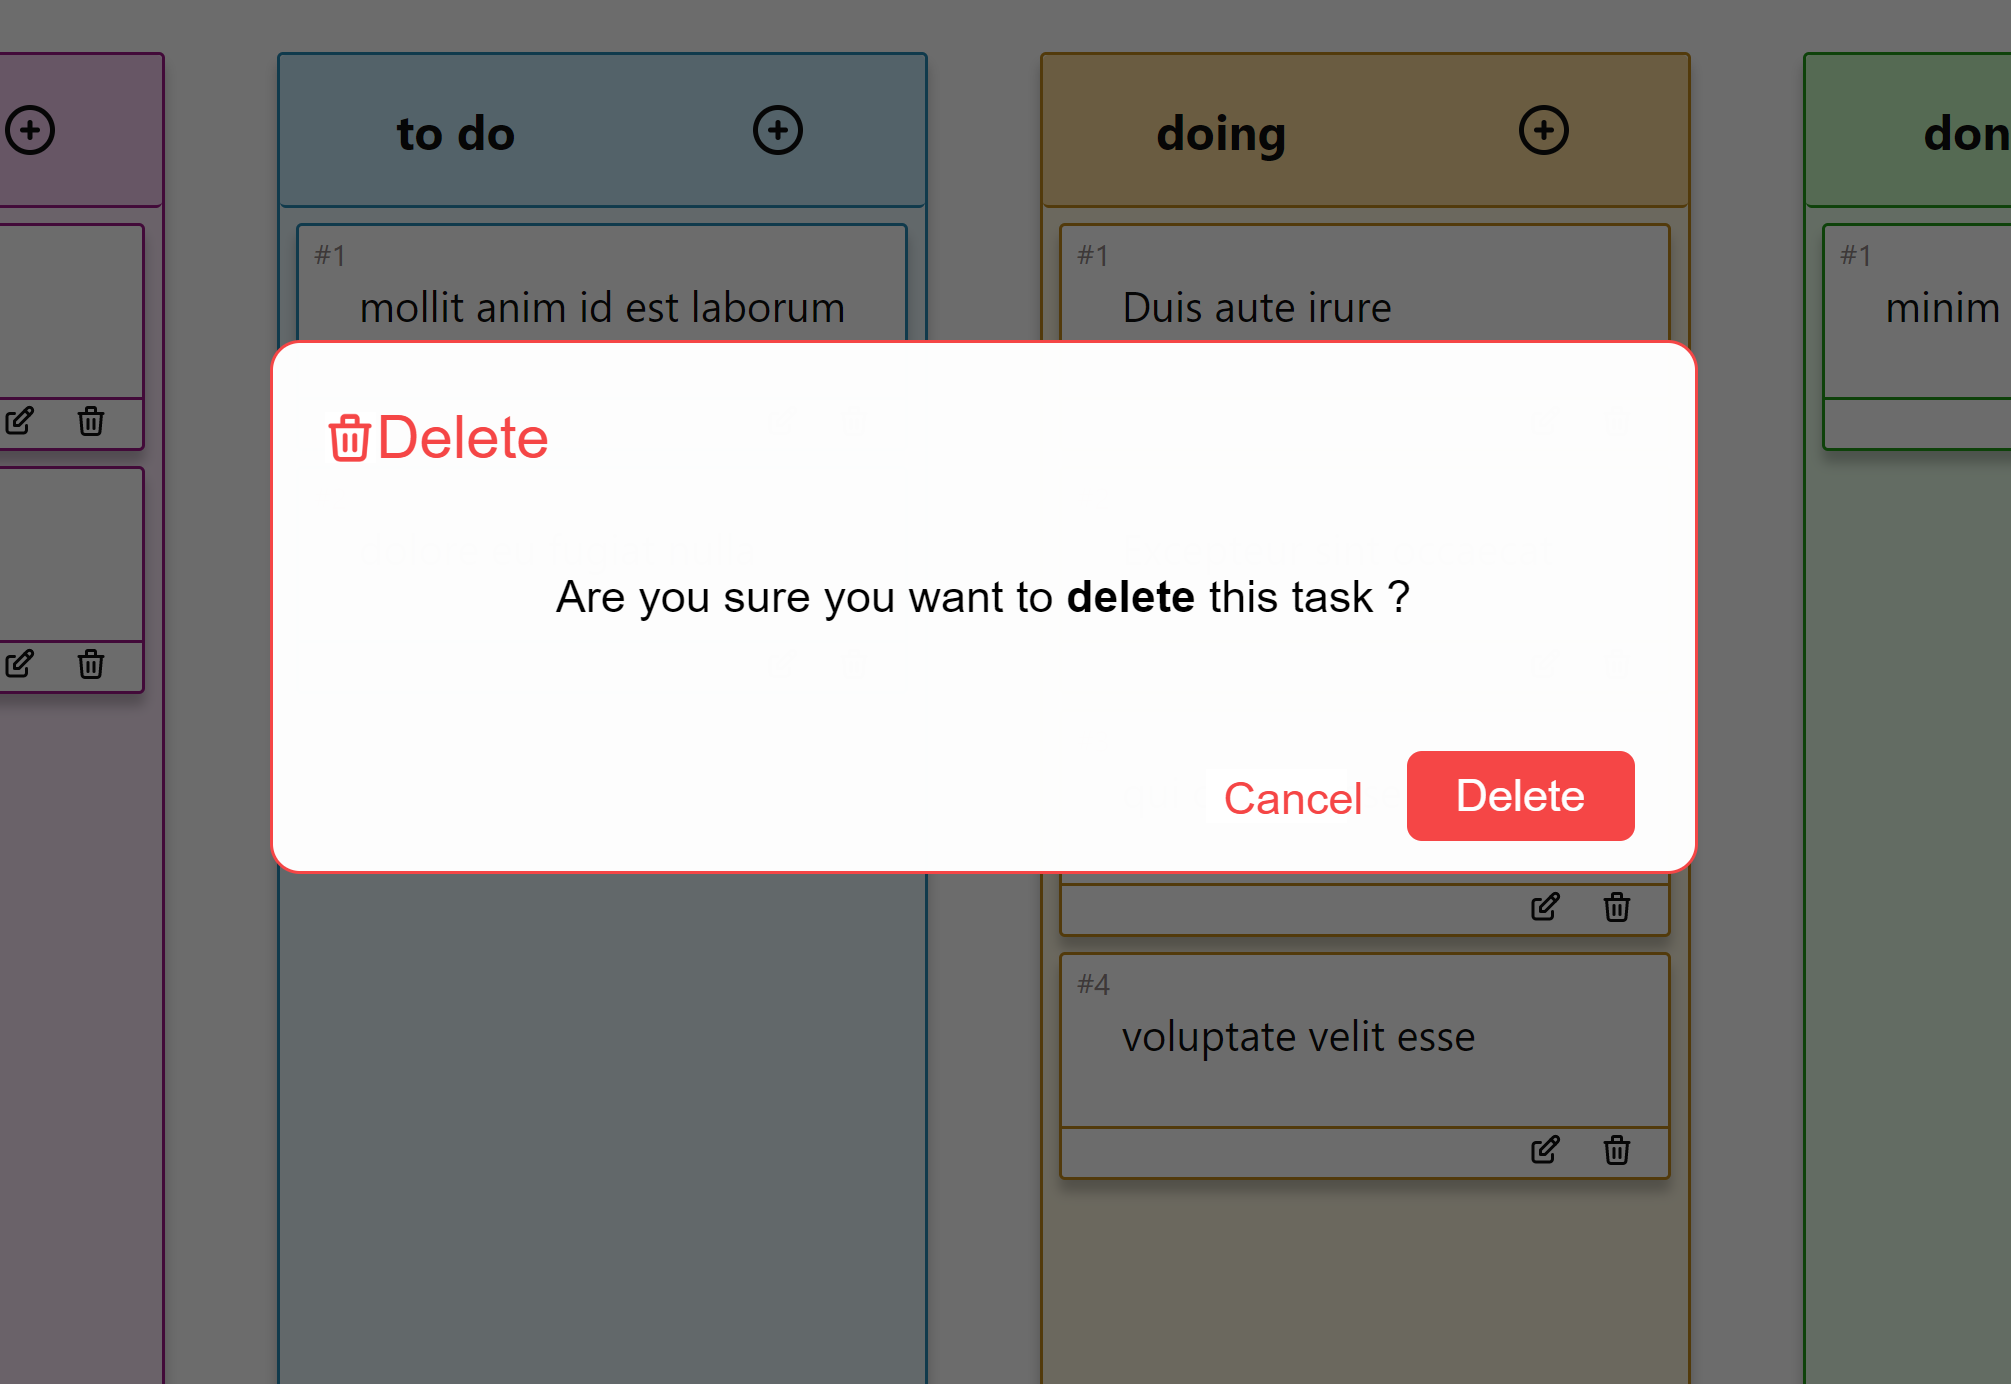 to do
doing
don
#1
mollit anim id est laborum
#1
Duis aute irure
#1
minim
Delete
Are you sure you want to delete this task ?
Cancel
Delete
#4
voluptate velit esse